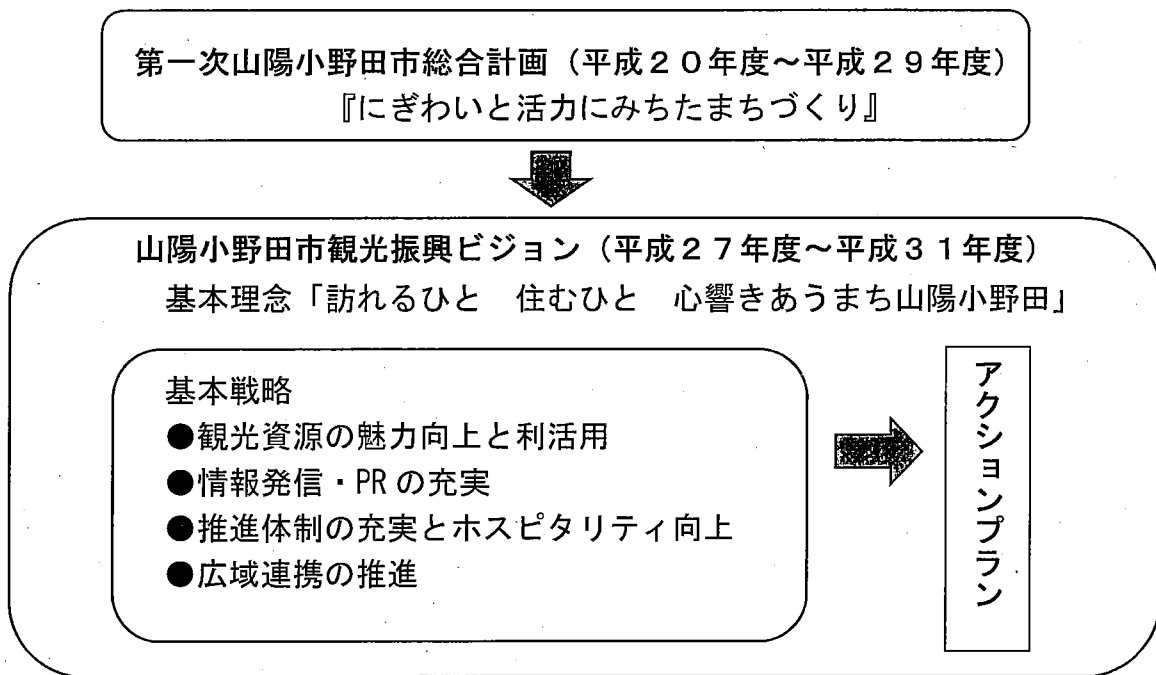 第一次山陽小野田市総合計画（平成２０年度～平成２９年度）
『にぎわいと活力にみちたまちづくり』
山陽小野田市観光振興ビジョン（平成２７年度～平成３１年度）
基本理念「訪れるひと　住むひと　心響きあうまち山陽小野田」
基本戦略
●観光資源の魅力向上と利活用
●情報発信・PRの充実
●推進体制の充実とホスピタリティ向上
●広域連携の推進
アクションプラン